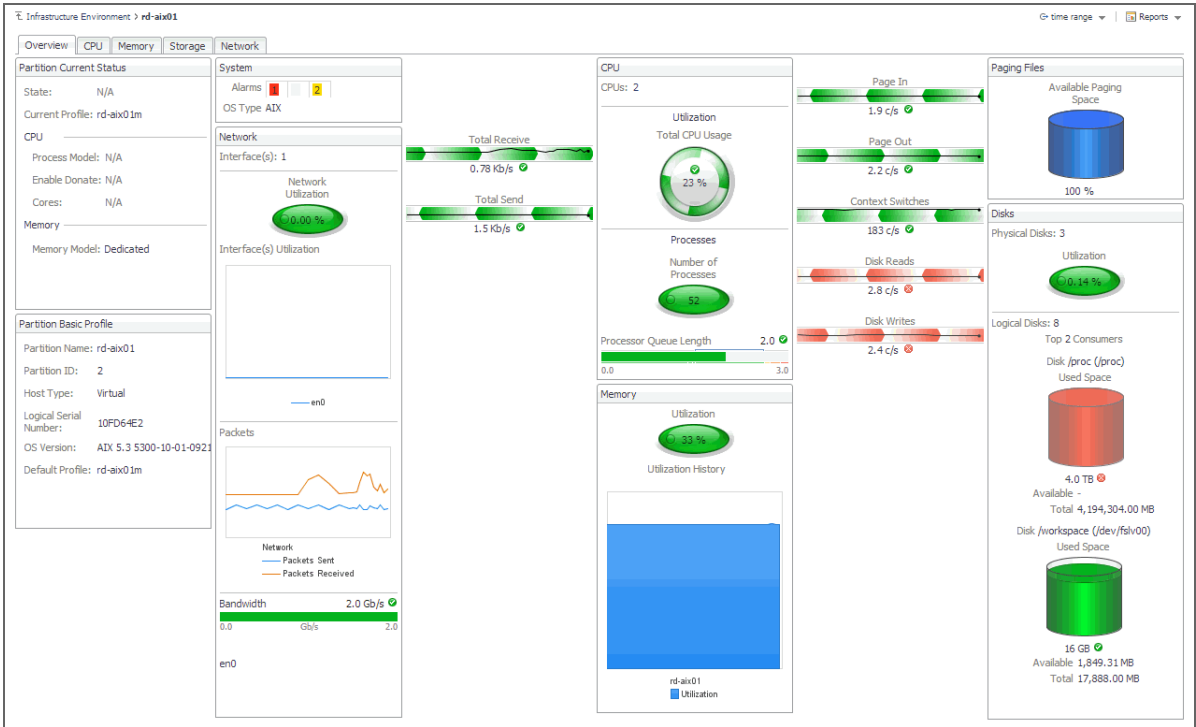 Infrastructure Environment > rd-aix01
time range
Reports
Overview
CPU
Memory
Storage
Network
Partition Current Status
State: N/A
Current Profile: rd-aix01m
CPU
Process Model: N/A
Enable Donate: N/A
Cores: N/A
Memory
Memory Model: Dedicated
Partition Basic Profile
Partition Name: rd-aix01
Partition ID: 2
Host Type: Virtual
Logical Serial
Number: 10FD64E2
OS Version: AIX 5.3 5300-10-01-0921
Default Profile: rd-aix01m
System
Alarms 1 2
OS Type AIX
Network
Interface(s): 1
Network
Utilization
0.00 %
Interface(s) Utilization
en0
Packets
Network
Packets Sent
Packets Received
Bandwidth 2.0 Gb/s
0.0 Gb/s 2.0
en0
Total Receive
0.78 Kb/s
Total Send
1.5 Kb/s
CPU
CPUs: 2
Utilization
Total CPU Usage
23 %
Processes
Number of
Processes
52
Processor Queue Length 2.0
0.0 3.0
Memory
Utilization
33 %
Utilization History
rd-aix01
Utilization
Page In
1.9 c/s
Page Out
2.2 c/s
Context Switches
183 c/s
Disk Reads
2.8 c/s
Disk Writes
2.4 c/s
Paging Files
Available Paging
Space
100 %
Disks
Physical Disks: 3
Utilization
0.14 %
Logical Disks: 8
Top 2 Consumers
Disk /proc (/proc)
Used Space
4.0 TB
Available -
Total 4,194,304.00 MB
Disk /workspace (/dev/fslv00)
Used Space
16 GB
Available 1,849.31 MB
Total 17,888.00 MB